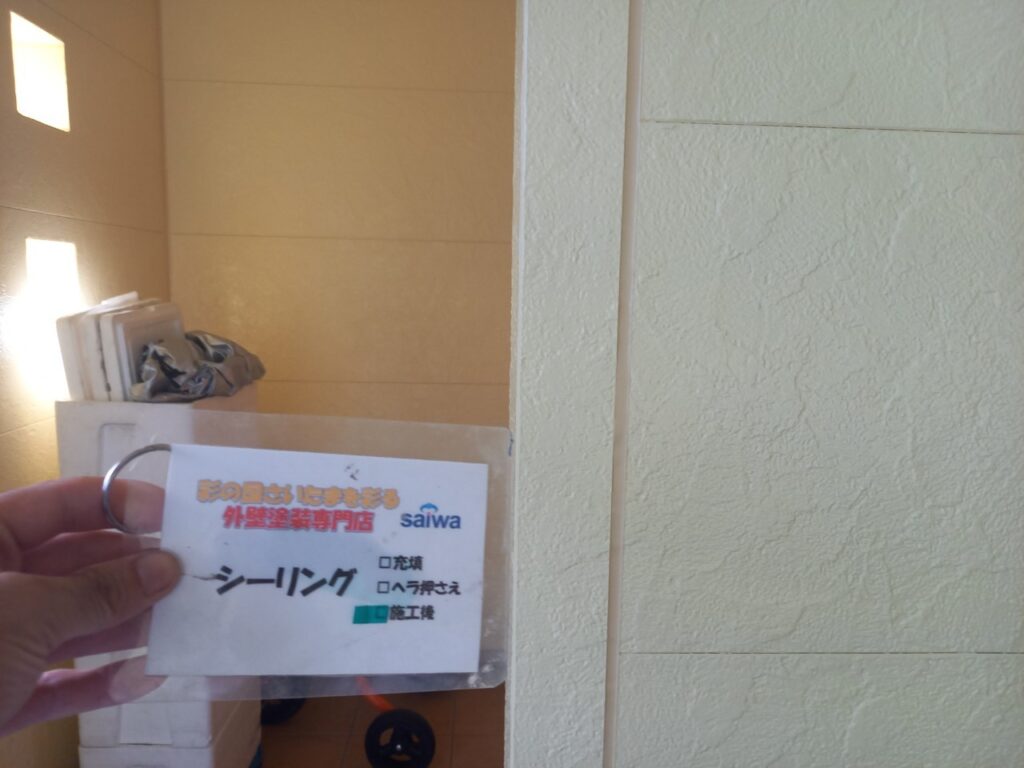 彩の国さいたまを彩る
外壁塗装専門店
saiwa
シーリング
□充填
□ヘラ押さえ
□施工後